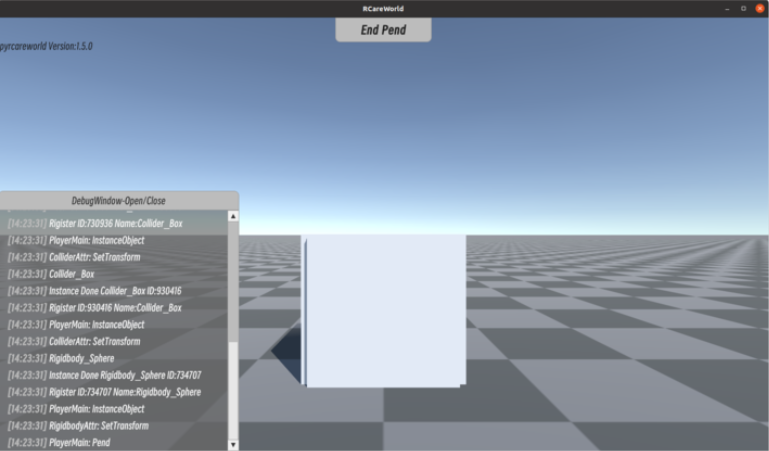 RCareWorld
End Pend
pyrcareworld Version:1.5.0
DebugWindow-Open/Close
[14:23:31] Rigister ID:730936 Name:Collider_Box
[14:23:31] PlayerMain: InstanceObject
[14:23:31] ColliderAttr: SetTransform
[14:23:31] Collider_Box
[14:23:31] Instance Done Collider_Box ID:930416
[14:23:31] Rigister ID:930416 Name:Collider_Box
[14:23:31] PlayerMain: InstanceObject
[14:23:31] ColliderAttr: SetTransform
[14:23:31] Rigidbody_Sphere
[14:23:31] Instance Done Rigidbody_Sphere ID:734707
[14:23:31] Rigister ID:734707 Name:Rigidbody_Sphere
[14:23:31] PlayerMain: InstanceObject
[14:23:31] RigidbodyAttr: SetTransform
[14:23:31] PlayerMain: Pend